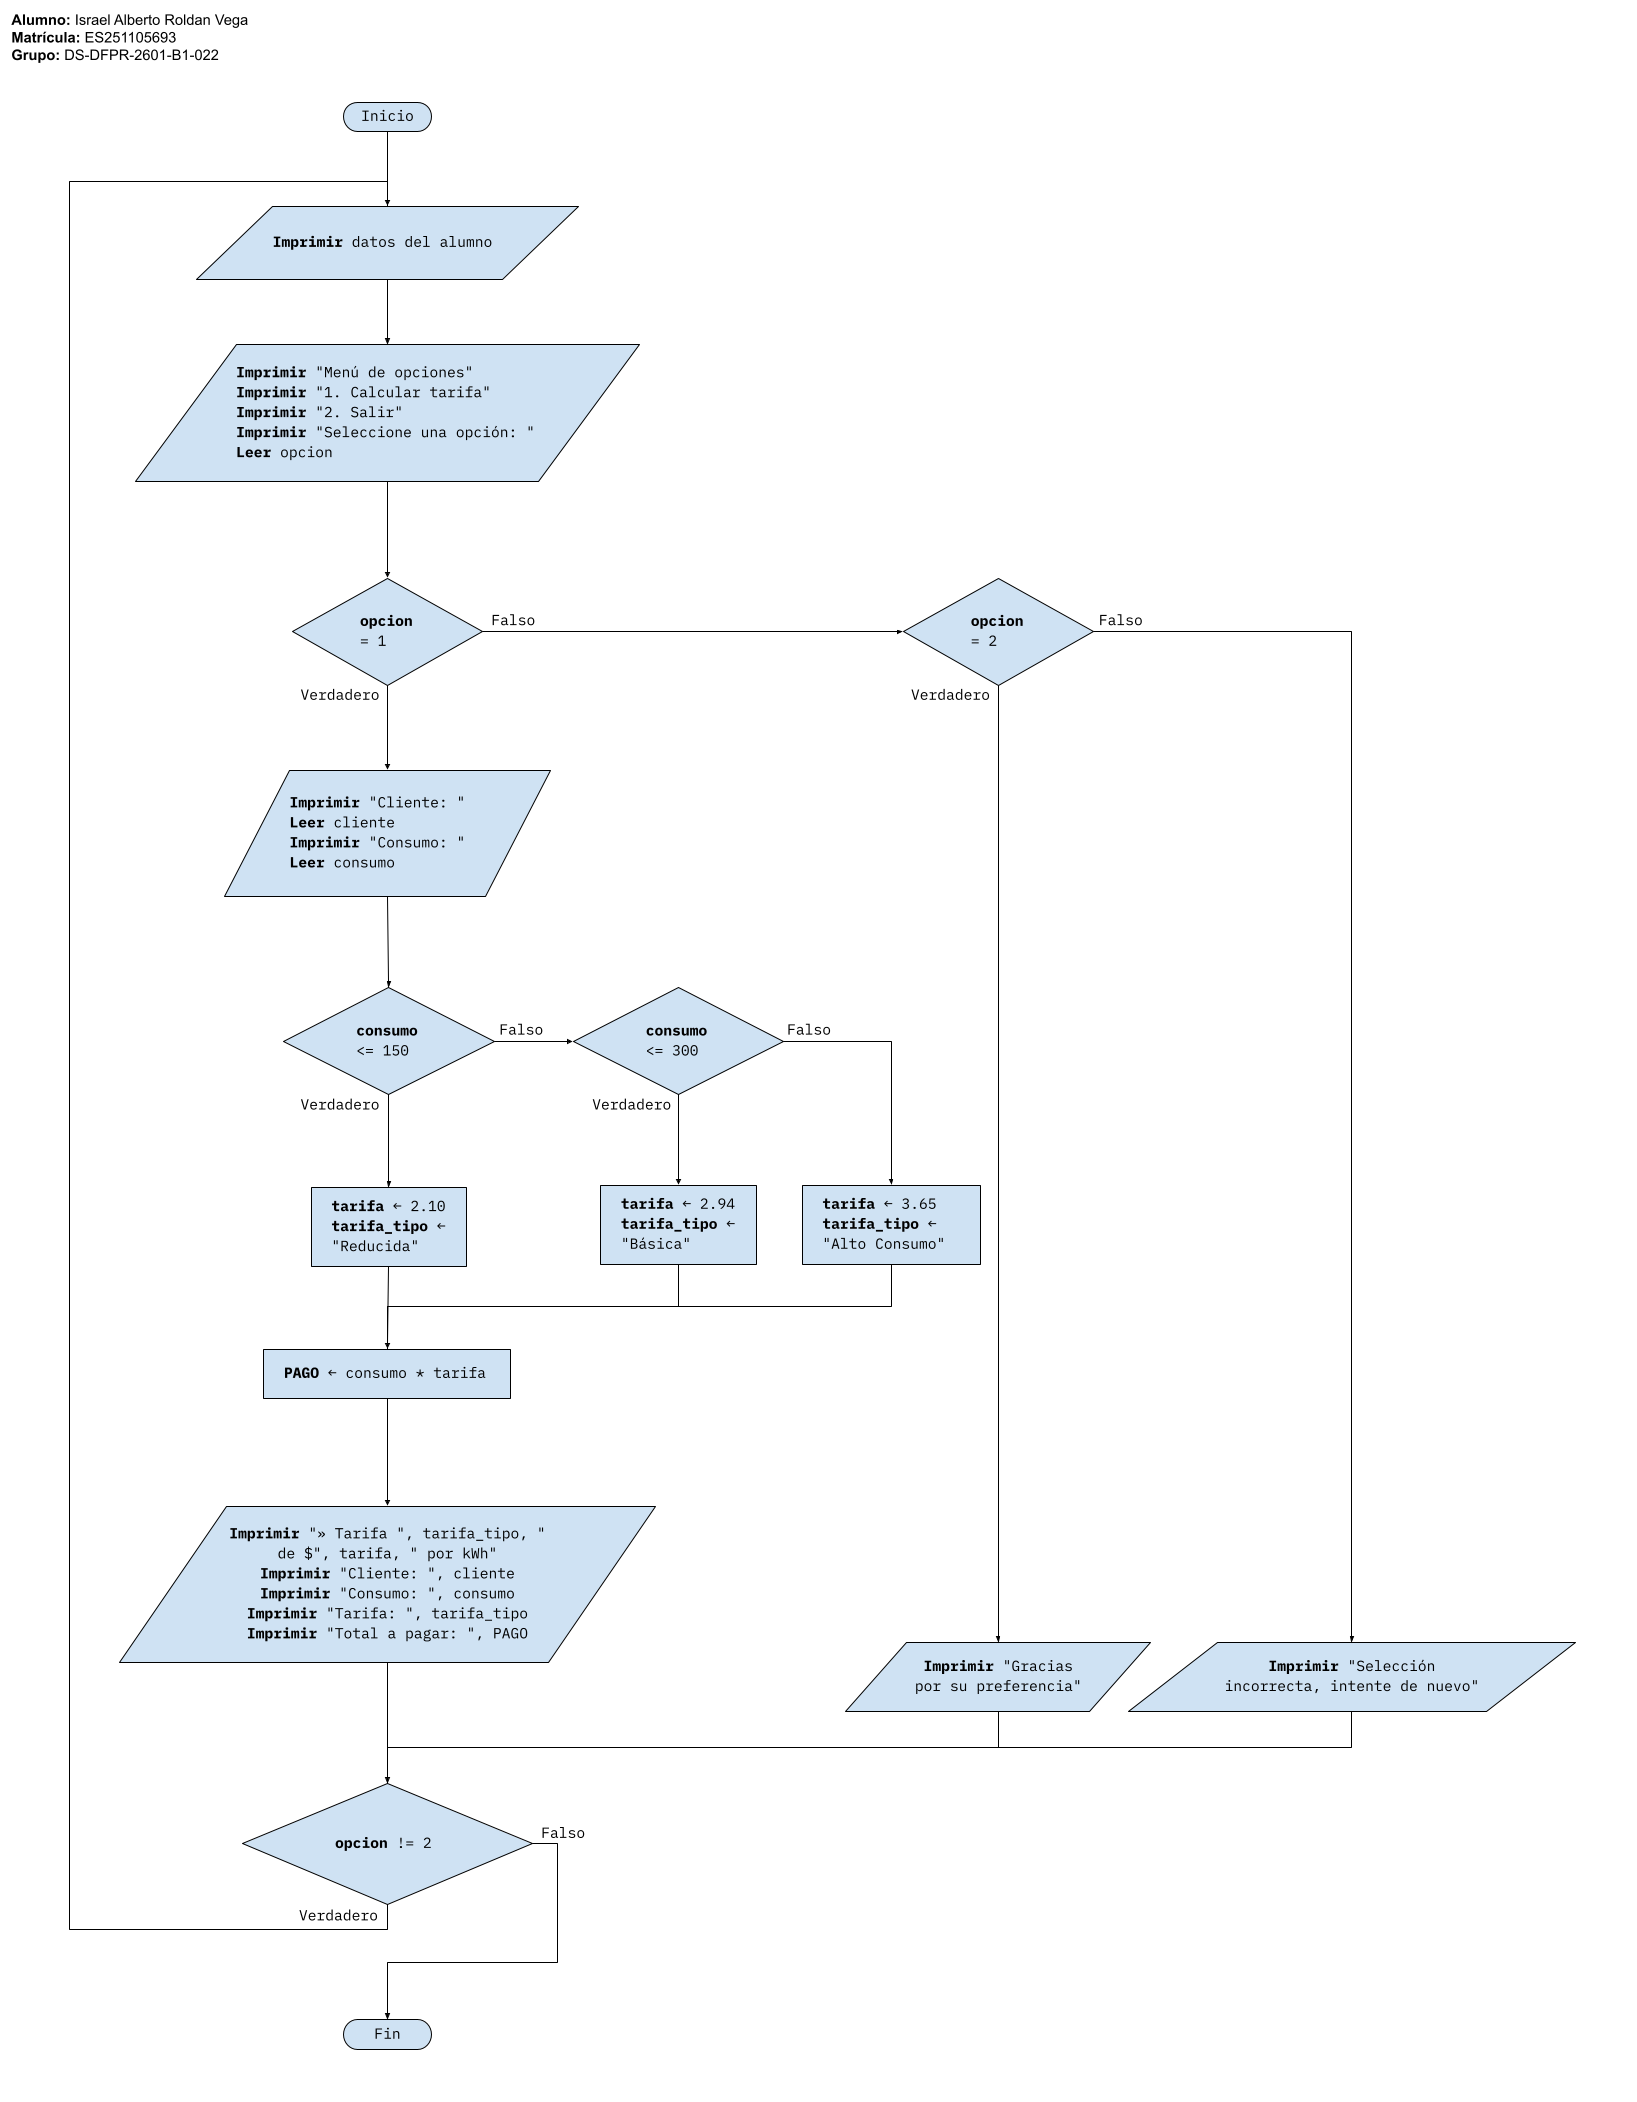 Alumno: Israel Alberto Roldan Vega
Matrícula: ES251105693
Grupo: DS-DFPR-2601-B1-022
Inicio
Imprimir datos del alumno
Imprimir "Menú de opciones"
Imprimir "1. Calcular tarifa"
Imprimir "2. Salir"
Imprimir "Seleccione una opción: "
Leer opcion
opcion
= 1
Falso
Verdadero
opcion
= 2
Falso
Verdadero
Imprimir "Cliente: "
Leer cliente
Imprimir "Consumo: "
Leer consumo
consumo
<= 150
Falso
Verdadero
consumo
<= 300
Falso
Verdadero
tarifa ← 2.10
tarifa_tipo ←
"Reducida"
tarifa ← 2.94
tarifa_tipo ←
"Básica"
tarifa ← 3.65
tarifa_tipo ←
"Alto Consumo"
PAGO ← consumo * tarifa
Imprimir "» Tarifa ", tarifa_tipo, "
de $", tarifa, " por kWh"
Imprimir "Cliente: ", cliente
Imprimir "Consumo: ", consumo
Imprimir "Tarifa: ", tarifa_tipo
Imprimir "Total a pagar: ", PAGO
Imprimir "Gracias
por su preferencia"
Imprimir "Selección
incorrecta, intente de nuevo"
opcion != 2
Falso
Verdadero
Fin